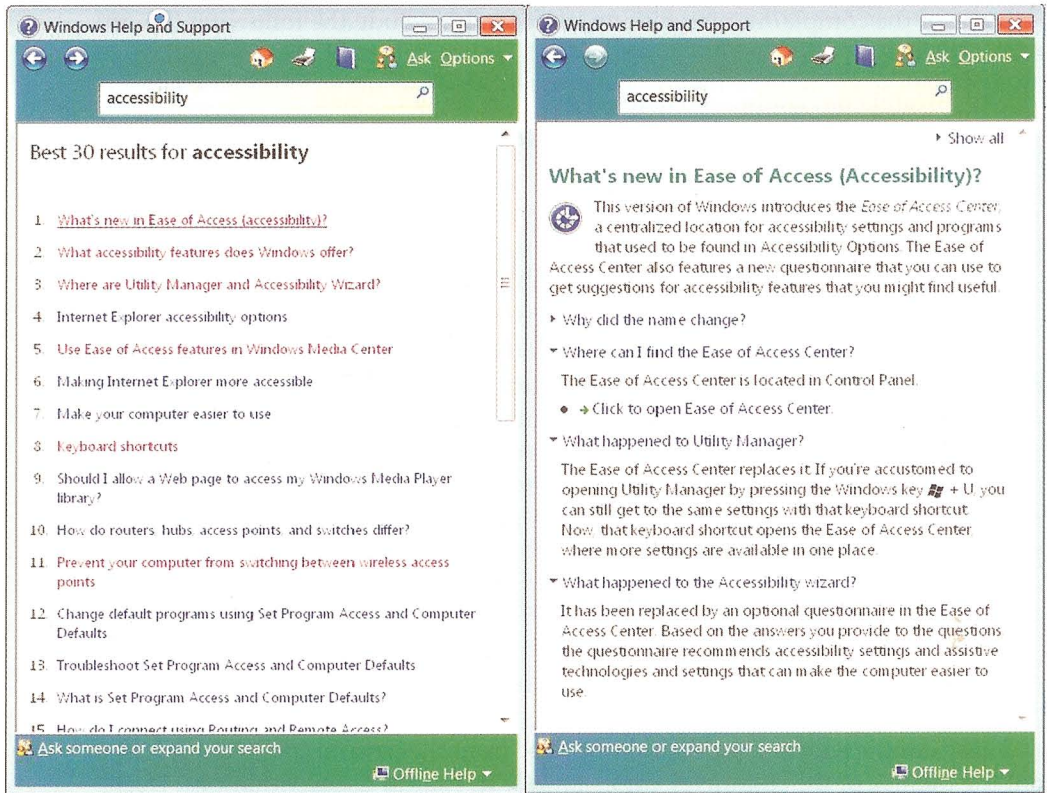 Windows Help and Support
Ask Options
accessibility
Best 30 results for accessibility
1. What's new in Ease of Access (accessibility)?
2. What accessibility features does Windows offer?
3. Where are Utility Manager and Accessibility Wizard?
4. Internet Explorer accessibility options
5. Use Ease of Access features in Windows Media Center
6. Making Internet Explorer more accessible
7. Make your computer easier to use
8. Keyboard shortcuts
9. Should I allow a Web page to access my Windows Media Player
library?
10. How do routers, hubs, access points, and switches differ?
11. Prevent your computer from switching between wireless access
points
12. Change default programs using Set Program Access and Computer
Defaults
13. Troubleshoot Set Program Access and Computer Defaults
14. What is Set Program Access and Computer Defaults?
15. How do I connect using Routing and Remote Access?
Ask someone or expand your search
Offline Help
Windows Help and Support
Ask Options
accessibility
Show all
What's new in Ease of Access (Accessibility)?
This version of Windows introduces the Ease of Access Center,
a centralized location for accessibility settings and programs
that used to be found in Accessibility Options. The Ease of
Access Center also features a new questionnaire that you can use to
get suggestions for accessibility features that you might find useful.
Why did the name change?
Where can I find the Ease of Access Center?
The Ease of Access Center is located in Control Panel.
• Click to open Ease of Access Center.
What happened to Utility Manager?
The Ease of Access Center replaces it. If you're accustomed to
opening Utility Manager by pressing the Windows key + U, you
can still get to the same settings with that keyboard shortcut.
Now, that keyboard shortcut opens the Ease of Access Center
where more settings are available in one place.
What happened to the Accessibility wizard?
It has been replaced by an optional questionnaire in the Ease of
Access Center. Based on the answers you provide to the questions,
the questionnaire recommends accessibility settings and assistive
technologies and settings that can make the computer easier to
use.
Ask someone or expand your search
Offline Help